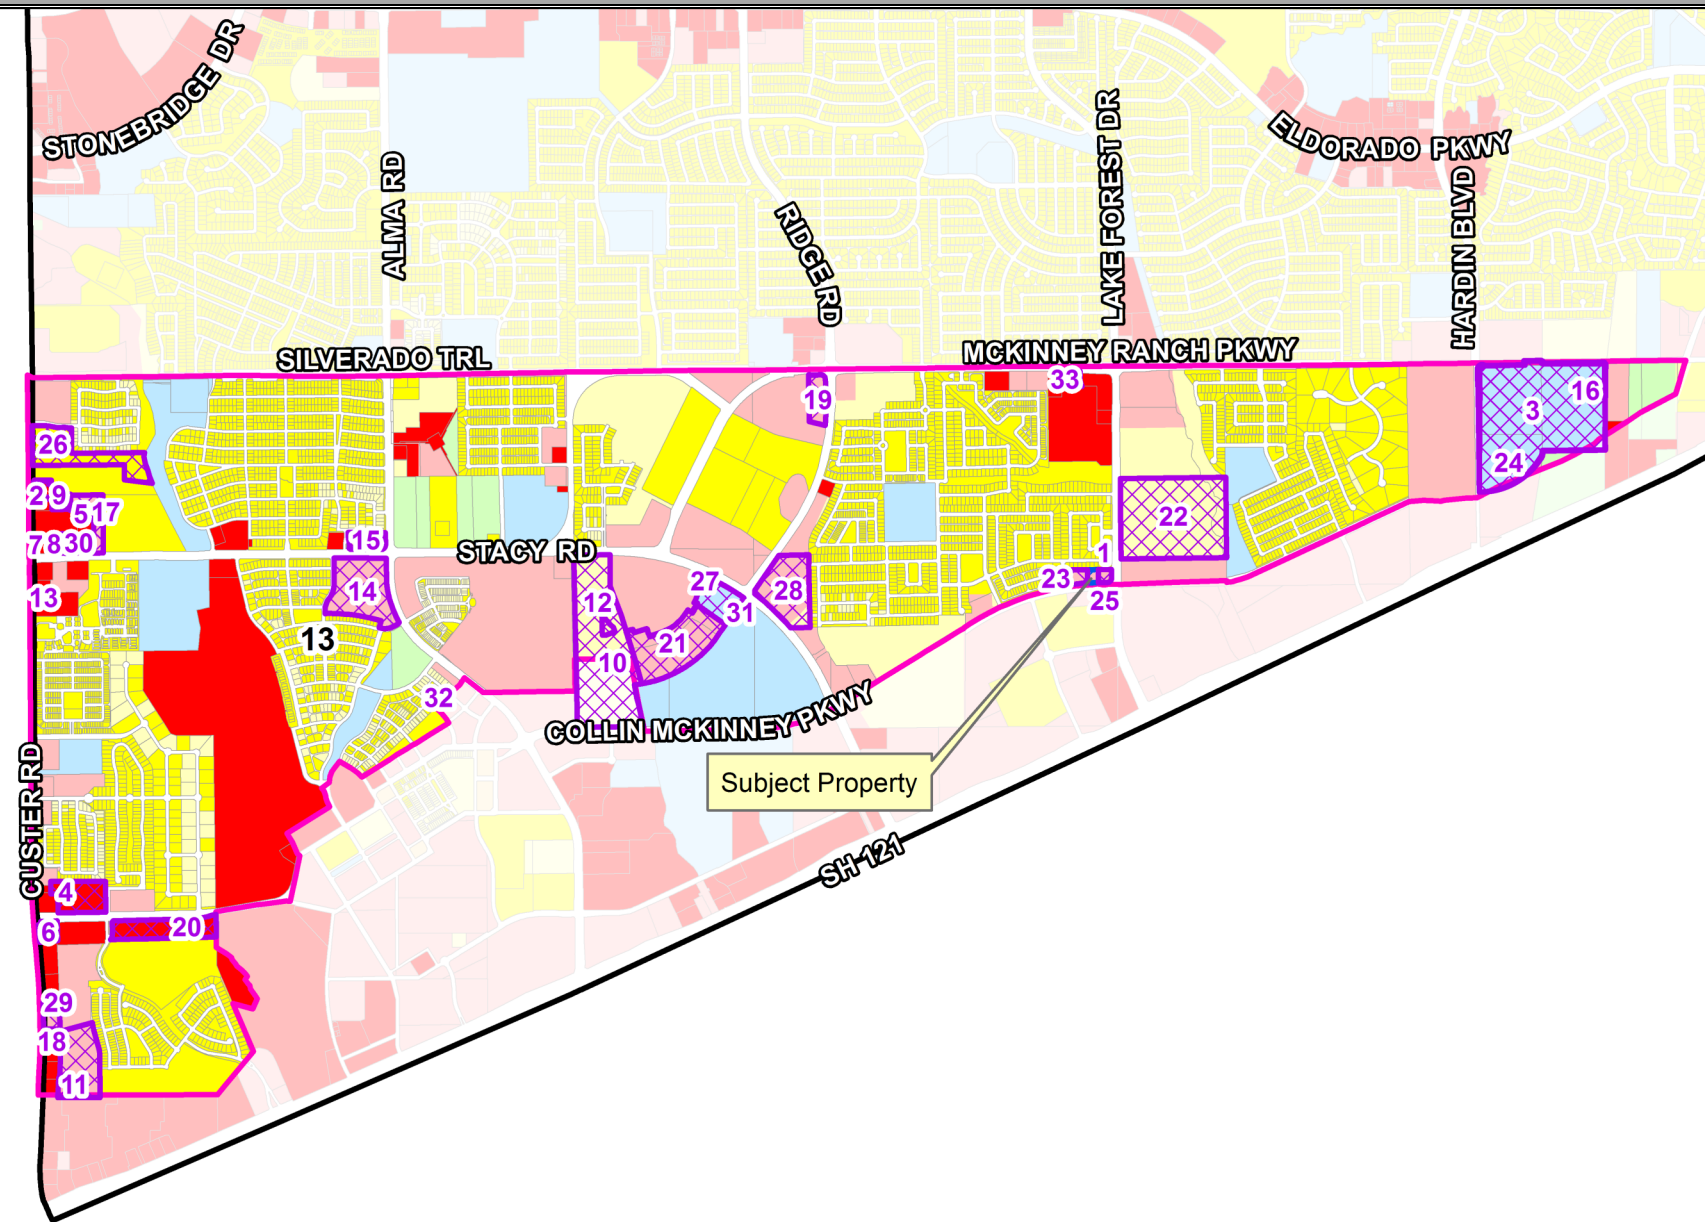 STONEBRIDGE DR
ALMA RD
RIDGE RD
LAKE FOREST DR
ELDORADO PKWY
HARDIN BLVD
SILVERADO TRL
MCKINNEY RANCH PKWY
33
19
16
3
26
24
2
9
5
17
22
7
8
30
15
STACY RD
1
23
25
27
28
14
12
31
13
13
21
10
32
COLLIN MCKINNEY PKWY
Subject Property
CUSTER RD
SH 121
4
6
20
29
18
11